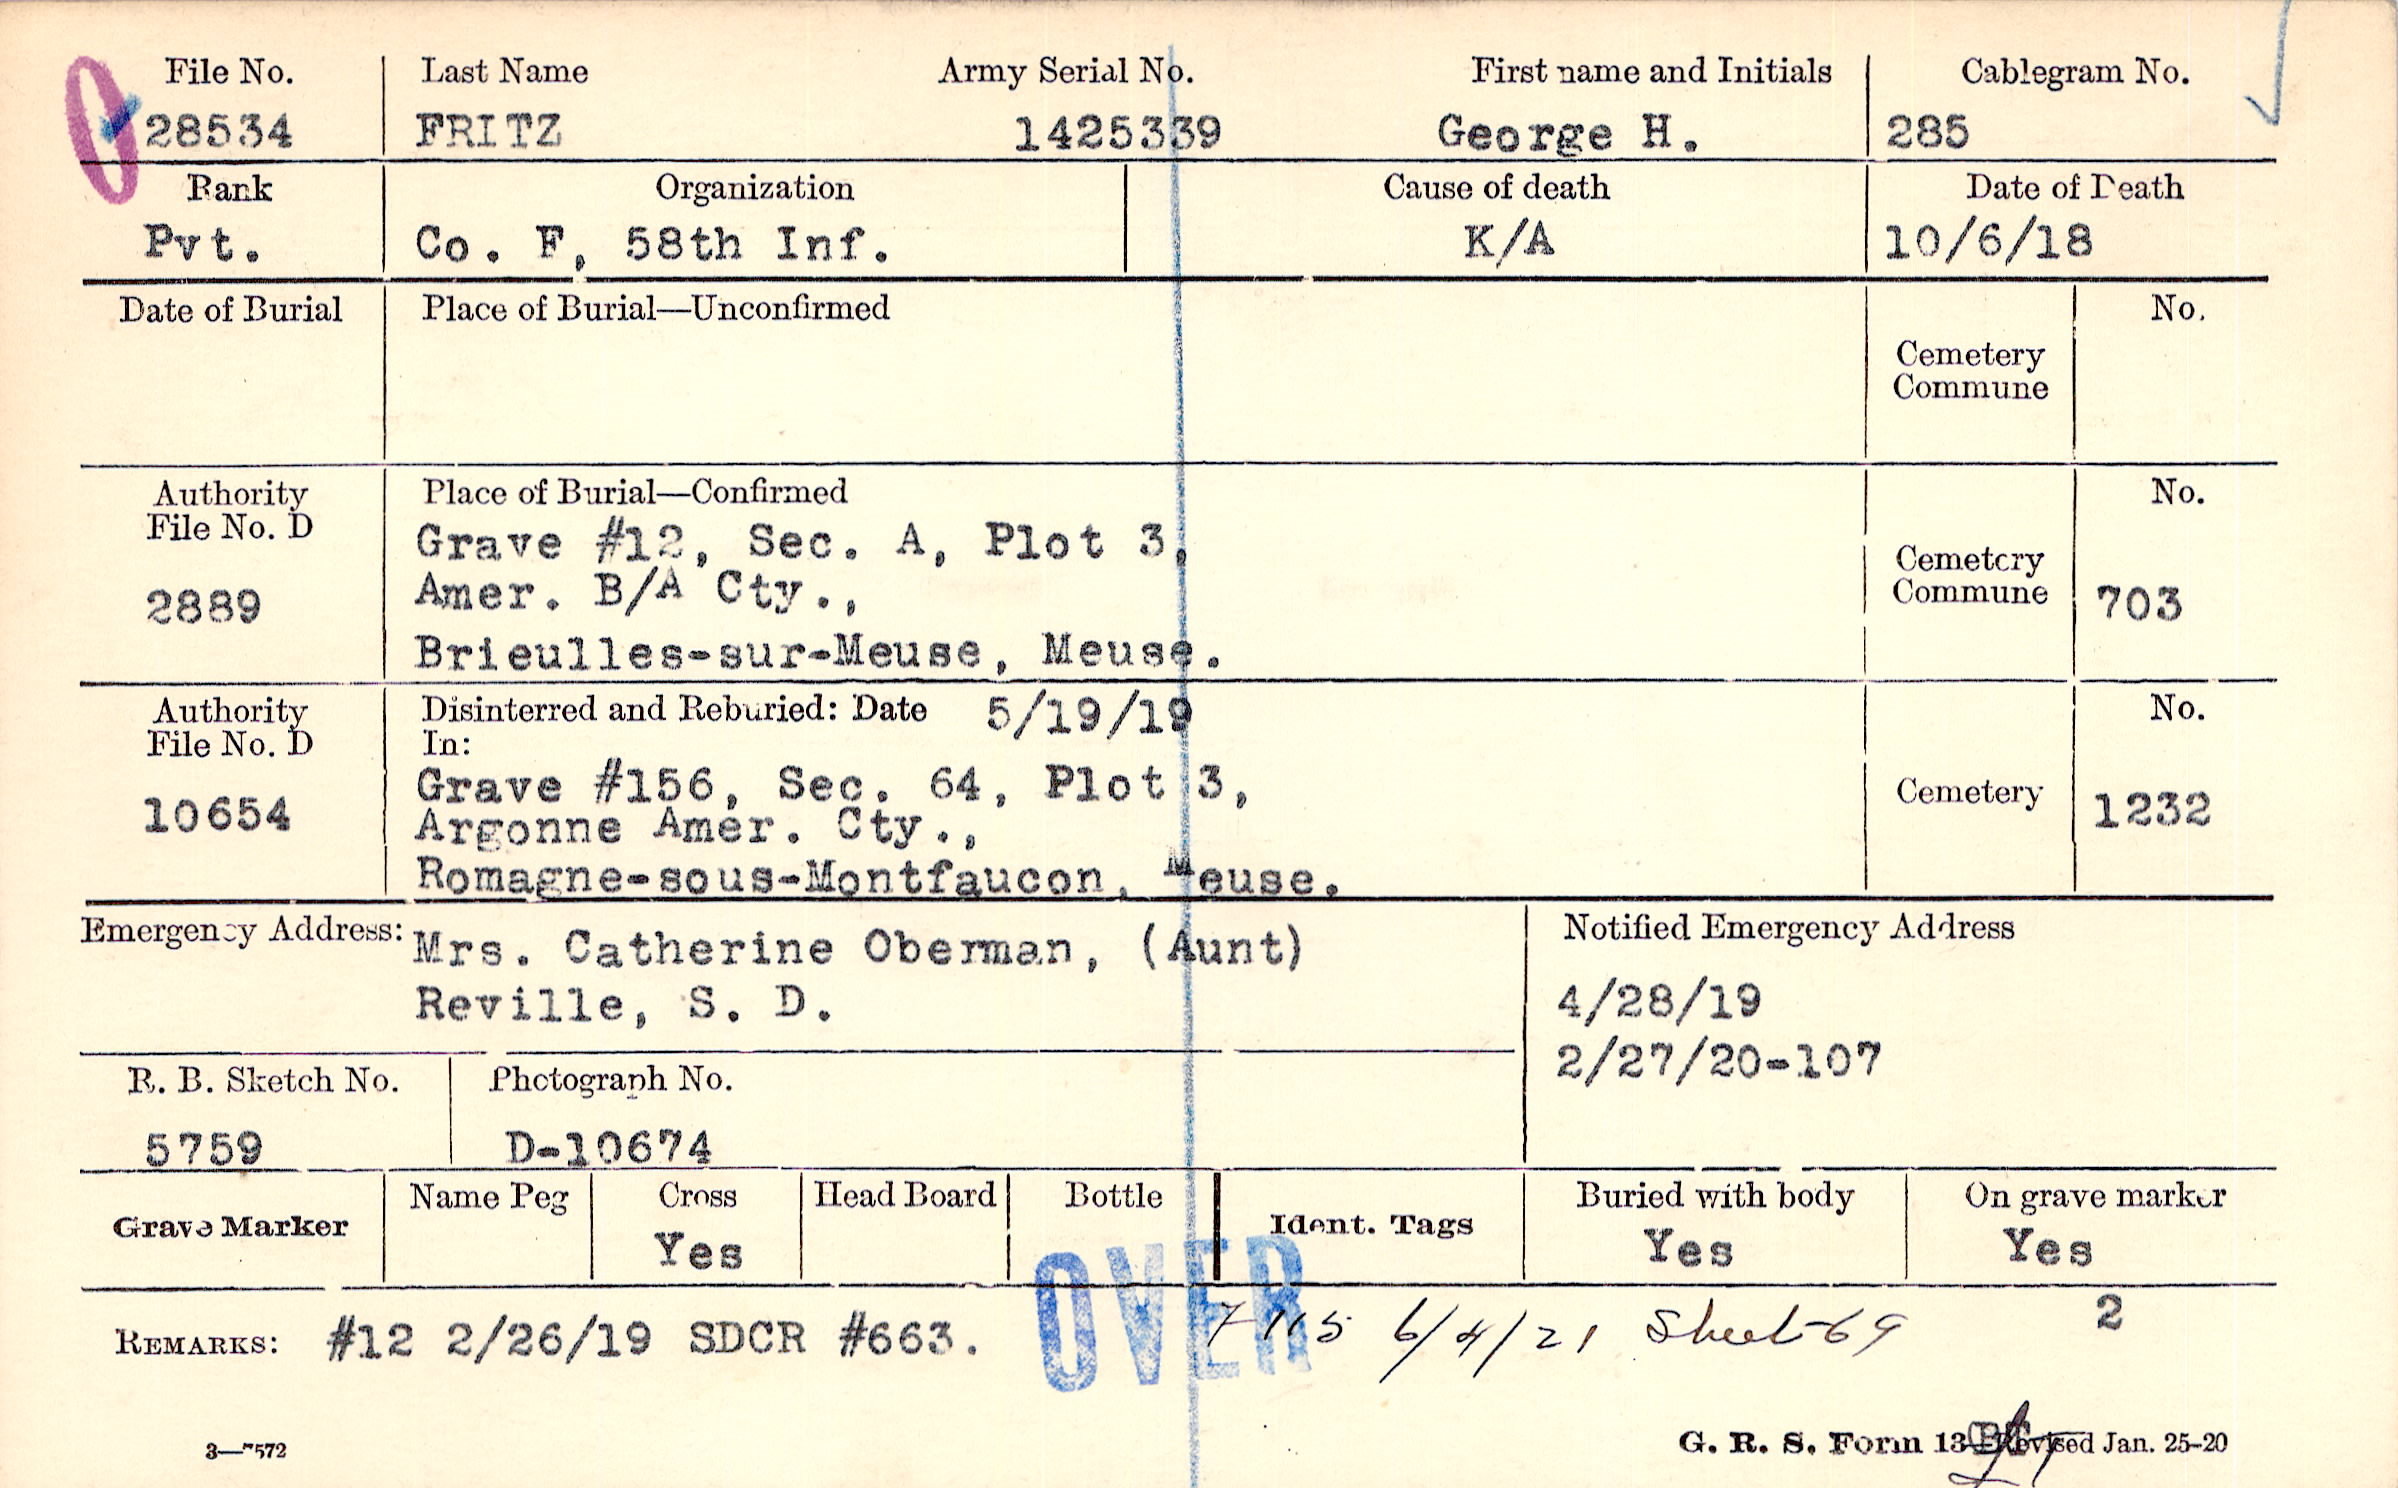 File No. Last Name Army Serial No. First name and Initials Cablegram No.
28534 FRITZ 1425339 George H. 285
Rank Organization Cause of death Date of Death
Pvt. Co. F, 58th Inf. K/A 10/6/18
Date of Burial Place of Burial—Unconfirmed No.
Cemetery
Commune
Authority Place of Burial—Confirmed No.
File No. D
Grave #12, Sec. A, Plot 3,
2889 Amer. B/A Cty., Cemetery
Commune 703
Brieulles-sur-Meuse, Meuse.
Authority Disinterred and Reburied: Date 5/19/19 No.
File No. D In:
Grave #156, Sec. 64, Plot 3,
10654 Argonne Amer. Cty., Cemetery 1232
Romagne-sous-Montfaucon, Meuse.
Emergency Address: Mrs. Catherine Oberman, (Aunt) Notified Emergency Address
Reville, S. D. 4/28/19
2/27/20-107
R. B. Sketch No. Photograph No.
5759 D-10674
Grave Marker Name Peg Cross Head Board Bottle Ident. Tags Buried with body On grave marker
Yes Yes Yes
OVER
REMARKS: #12 2/26/19 SDCR #663. 7-115 6/4/21 Sheet-69 2
3—7572 G. R. S. Form 13—Revised Jan. 25-20